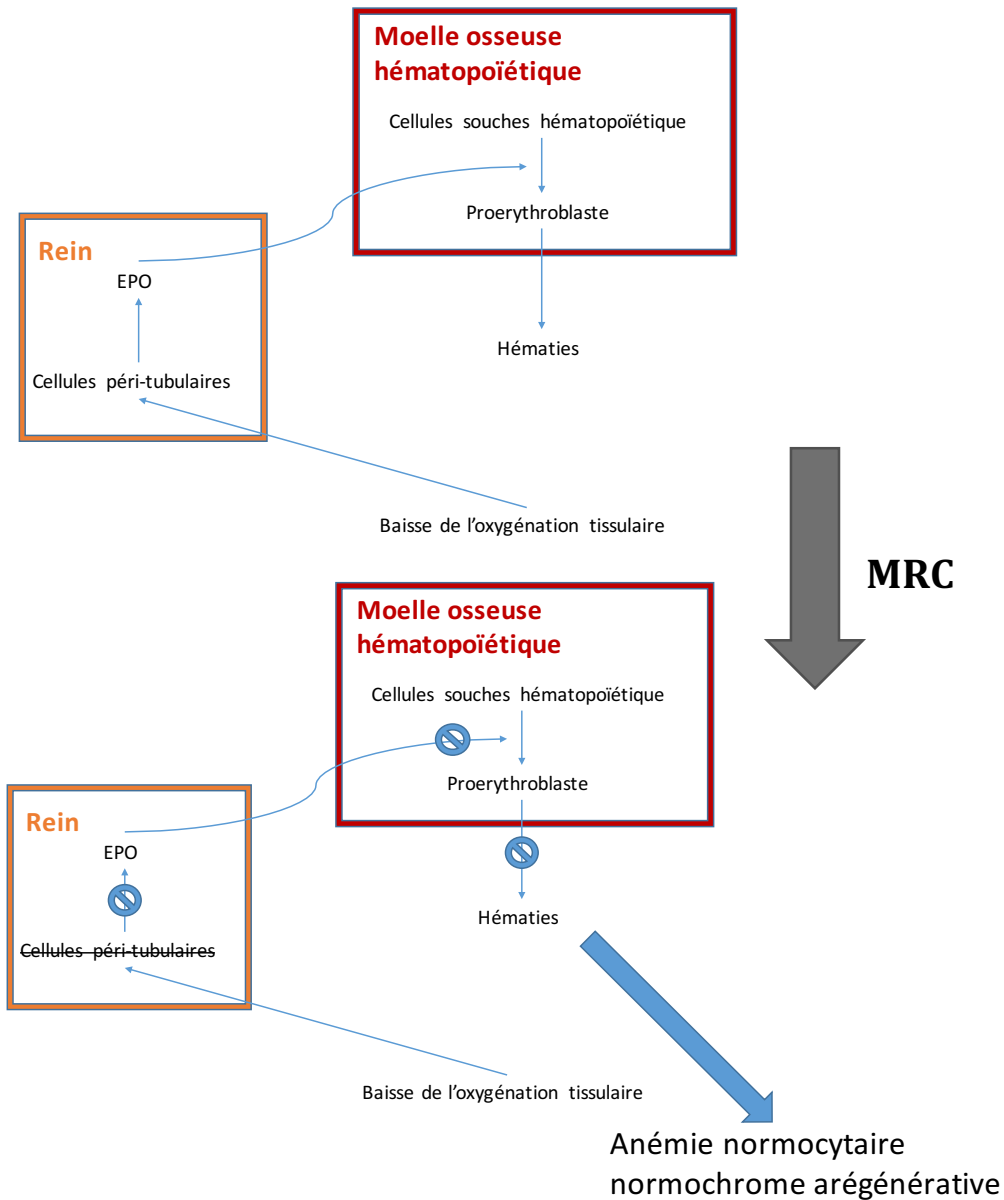 Moelle osseuse
hématopoïétique
Cellules souches hématopoïétique
Proerythroblaste
Rein
EPO
Cellules péri-tubulaires
Hématies
Baisse de l'oxygénation tissulaire
MRC
Moelle osseuse
hématopoïétique
Cellules souches hématopoïétique
Proerythroblaste
Rein
EPO
Cellules péri-tubulaires
Hématies
Baisse de l'oxygénation tissulaire
Anémie normocytaire
normochrome arégénérative